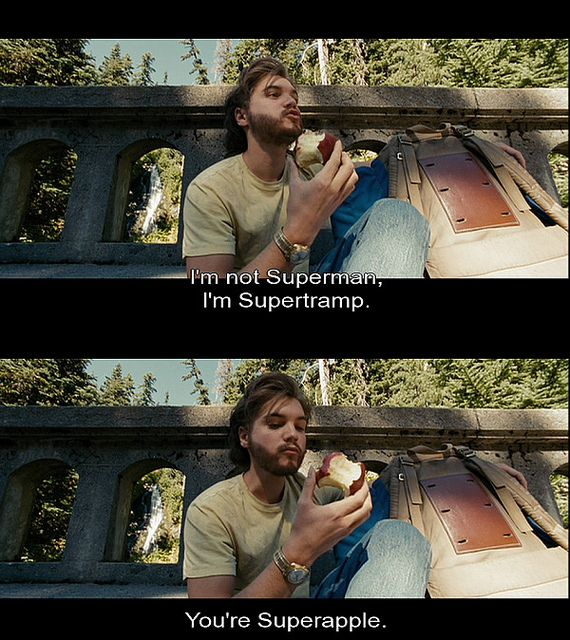 I'm not Superman,
I'm Supertramp.
You're Superapple.